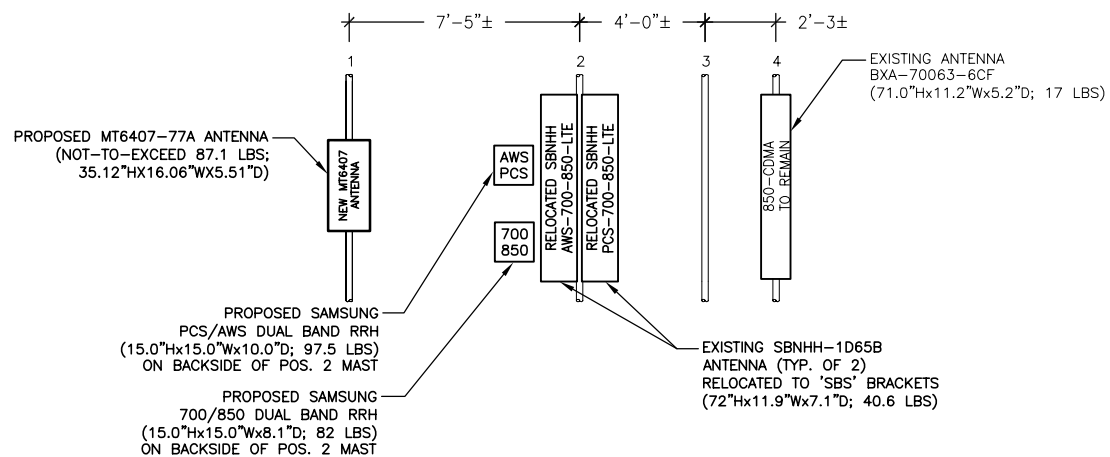 7'-5"±
4'-0"±
2'-3±
1
2
3
4
EXISTING ANTENNA
BXA-70063-6CF
(71.0"Hx11.2"Wx5.2"D; 17 LBS)
PROPOSED MT6407-77A ANTENNA
(NOT-TO-EXCEED 87.1 LBS;
35.12"HX16.06"WX5.51"D)
NEW MT6407
ANTENNA
AWS
PCS
700
850
RELOCATED SBNHH
AWS-700-850-LTE
RELOCATED SBNHH
PCS-700-850-LTE
850-CDMA
TO REMAIN
PROPOSED SAMSUNG
PCS/AWS DUAL BAND RRH
(15.0"Hx15.0"Wx10.0"D; 97.5 LBS)
ON BACKSIDE OF POS. 2 MAST
PROPOSED SAMSUNG
700/850 DUAL BAND RRH
(15.0"Hx15.0"Wx8.1"D; 82 LBS)
ON BACKSIDE OF POS. 2 MAST
EXISTING SBNHH-1D65B
ANTENNA (TYP. OF 2)
RELOCATED TO 'SBS' BRACKETS
(72"Hx11.9"Wx7.1"D; 40.6 LBS)